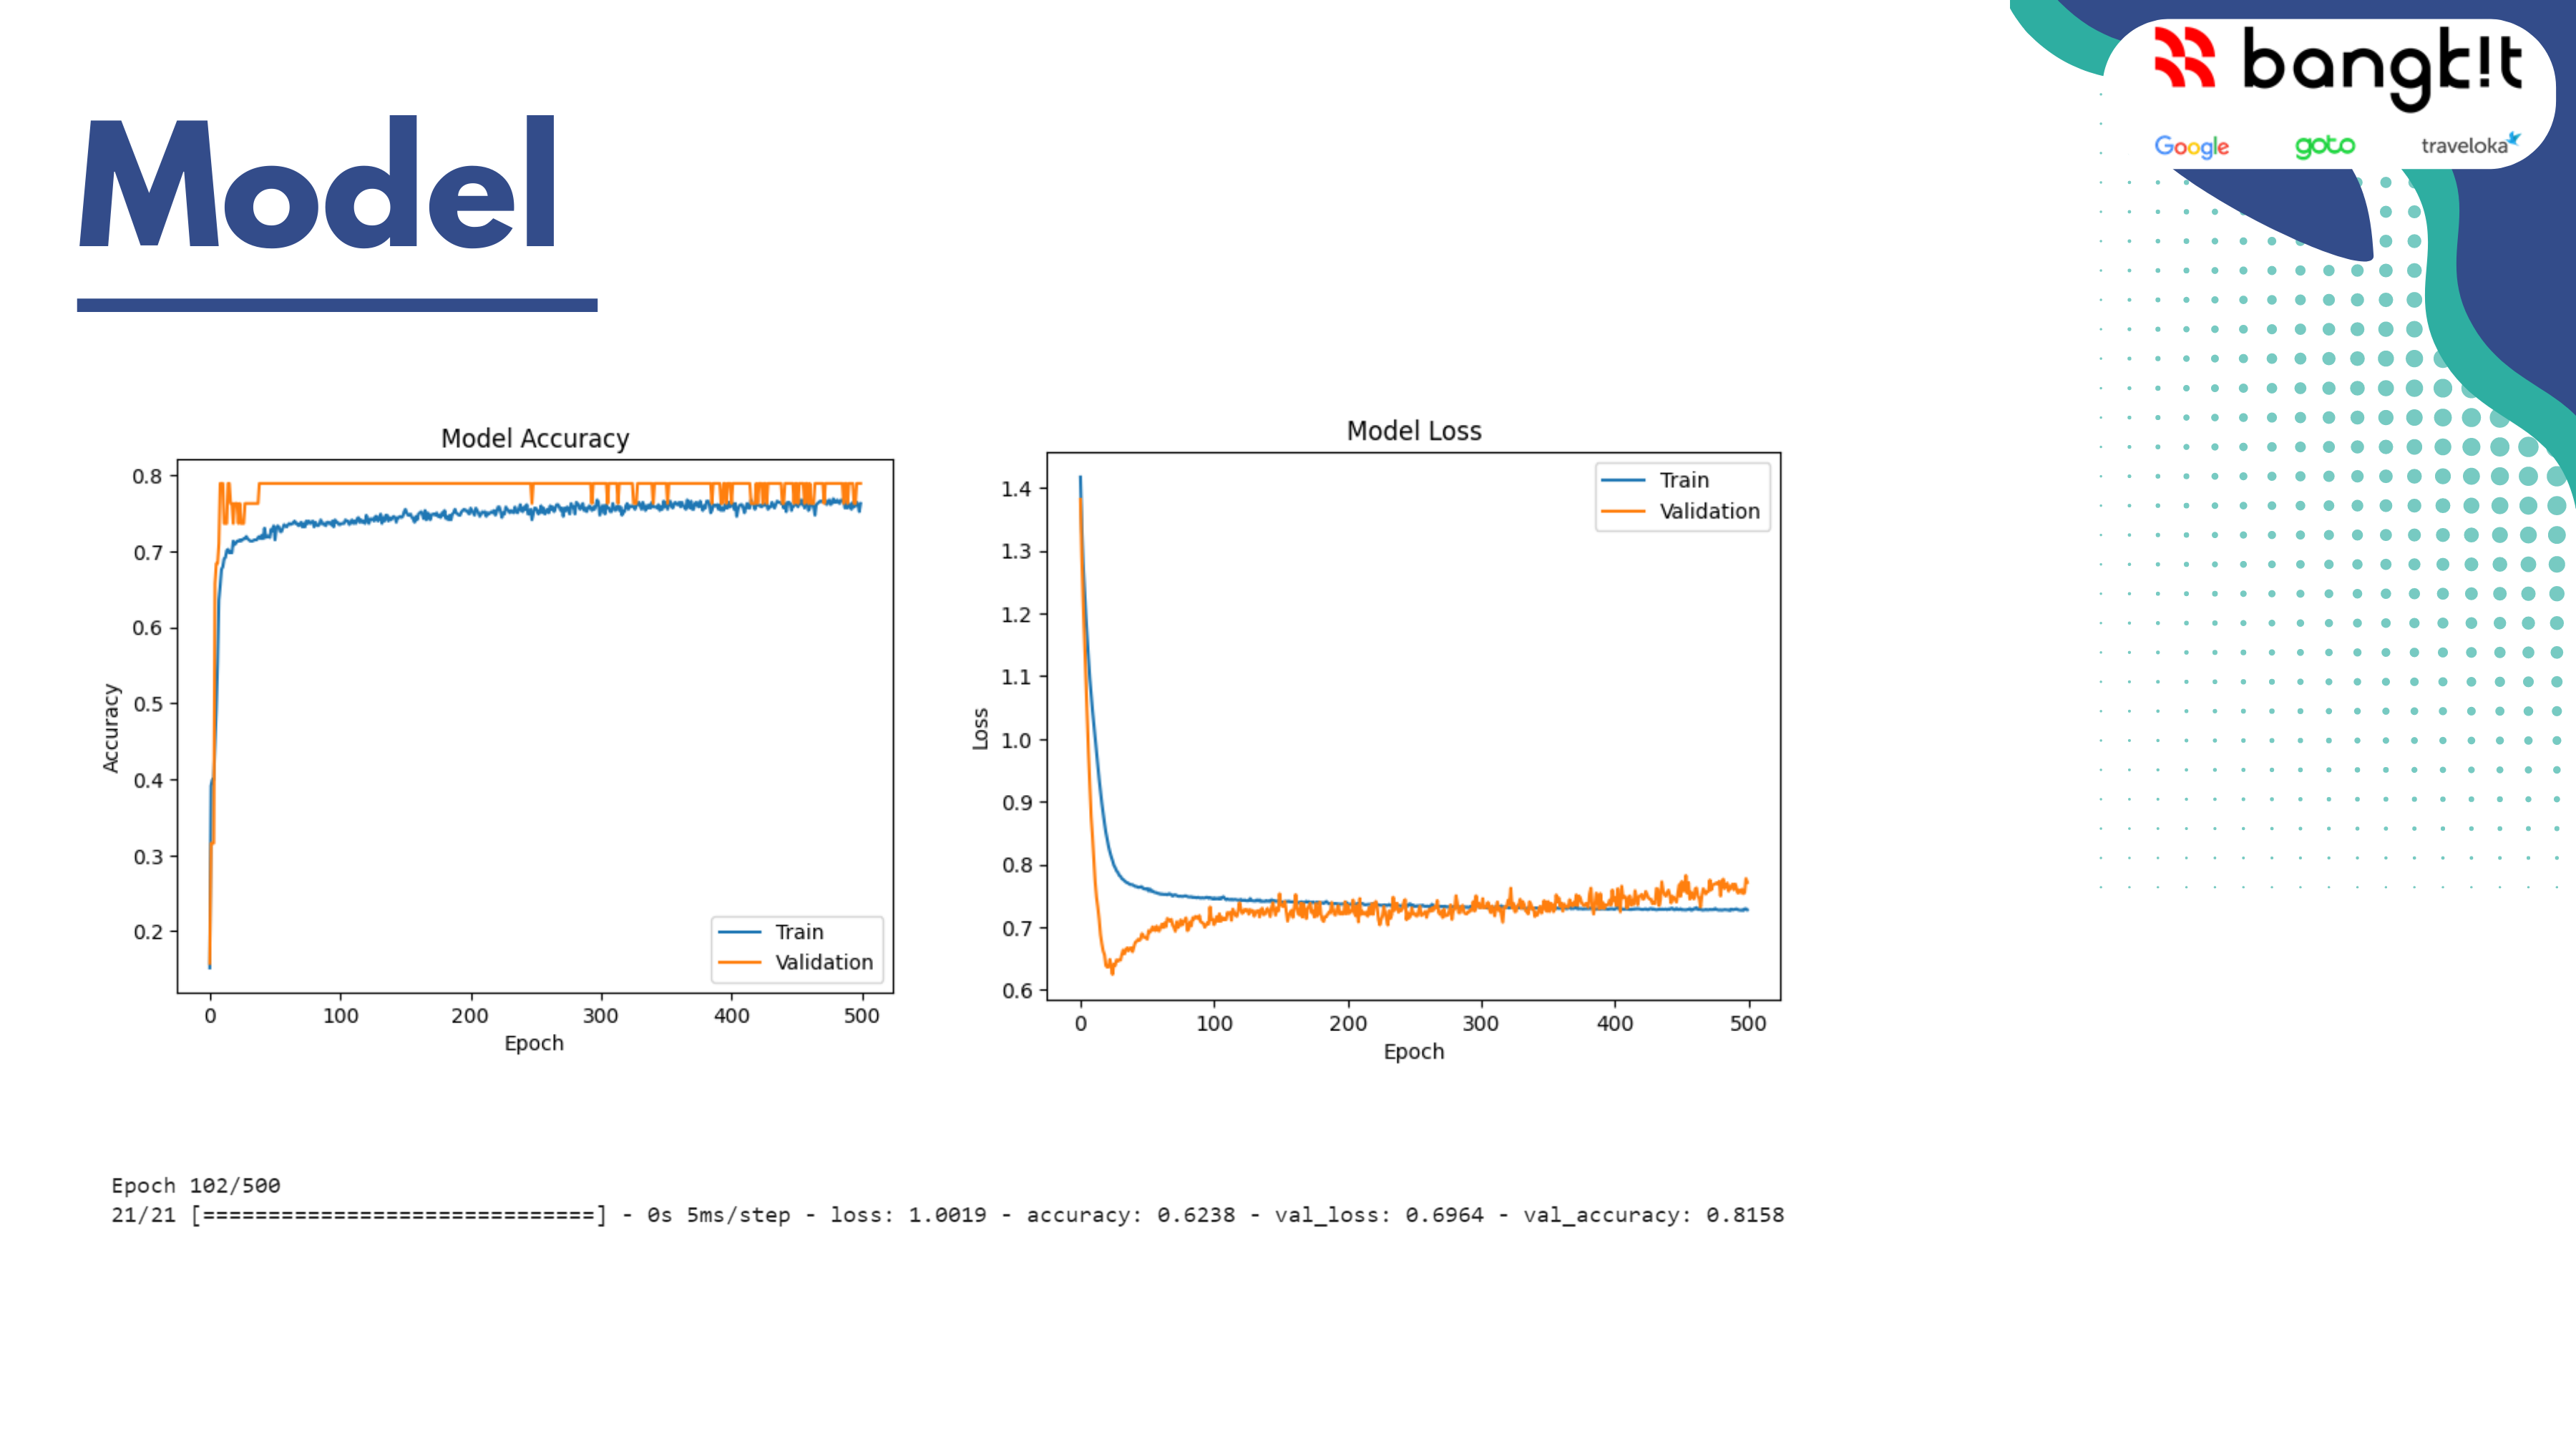 bangk!t
Google goto traveloka
Model
Model Accuracy
0.8
0.7
0.6
0.5
0.4
0.3
0.2
Accuracy
Train
Validation
0 100 200 300 400 500
Epoch
Model Loss
1.4
1.3
1.2
1.1
1.0
0.9
0.8
0.7
0.6
Loss
Train
Validation
0 100 200 300 400 500
Epoch
Epoch 102/500
21/21 [==============================] - 0s 5ms/step - loss: 1.0019 - accuracy: 0.6238 - val_loss: 0.6964 - val_accuracy: 0.8158